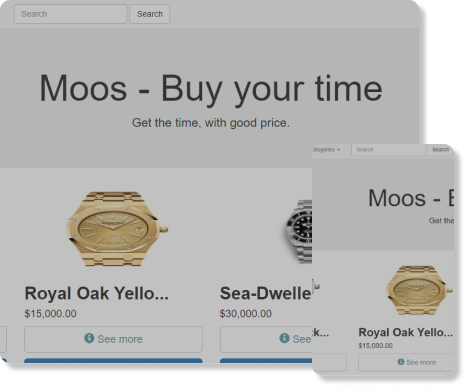 Search
Search
Moos - Buy your time
Get the time, with good price.
Royal Oak Yello...
$15,000.00
See more
Sea-Dwelle
$30,000.00
See
Search
Search
Moos -
Get the
Royal Oak Yello...
$15,000.00
See more